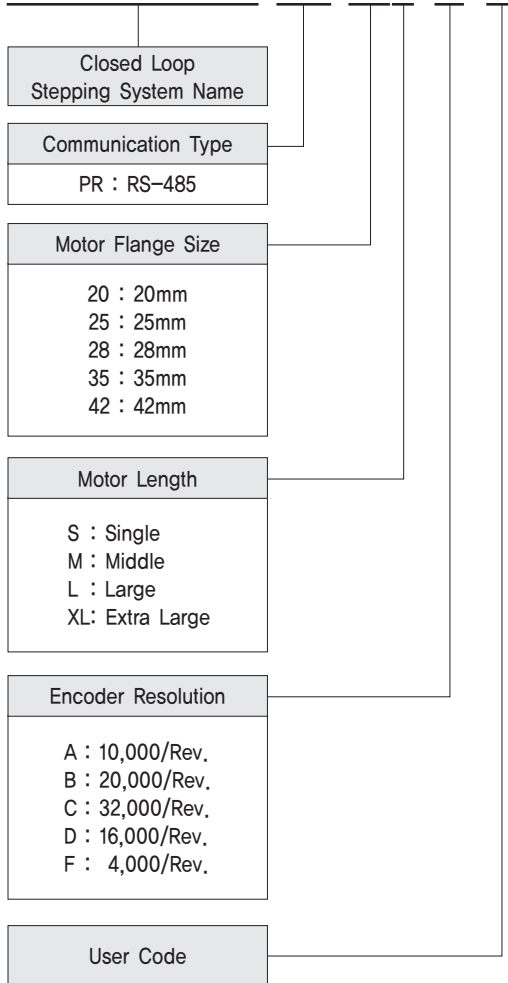 Closed Loop
Stepping System Name
Communication Type
PR : RS-485
Motor Flange Size
20 : 20mm
25 : 25mm
28 : 28mm
35 : 35mm
42 : 42mm
Motor Length
S : Single
M : Middle
L : Large
XL: Extra Large
Encoder Resolution
A : 10,000/Rev.
B : 20,000/Rev.
C : 32,000/Rev.
D : 16,000/Rev.
F : 4,000/Rev.
User Code